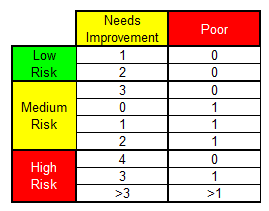 Needs Improvement Poor
Low Risk 1 0
2 0
Medium Risk 3 0
0 1
1 1
2 1
High Risk 4 0
3 1
>3 >1